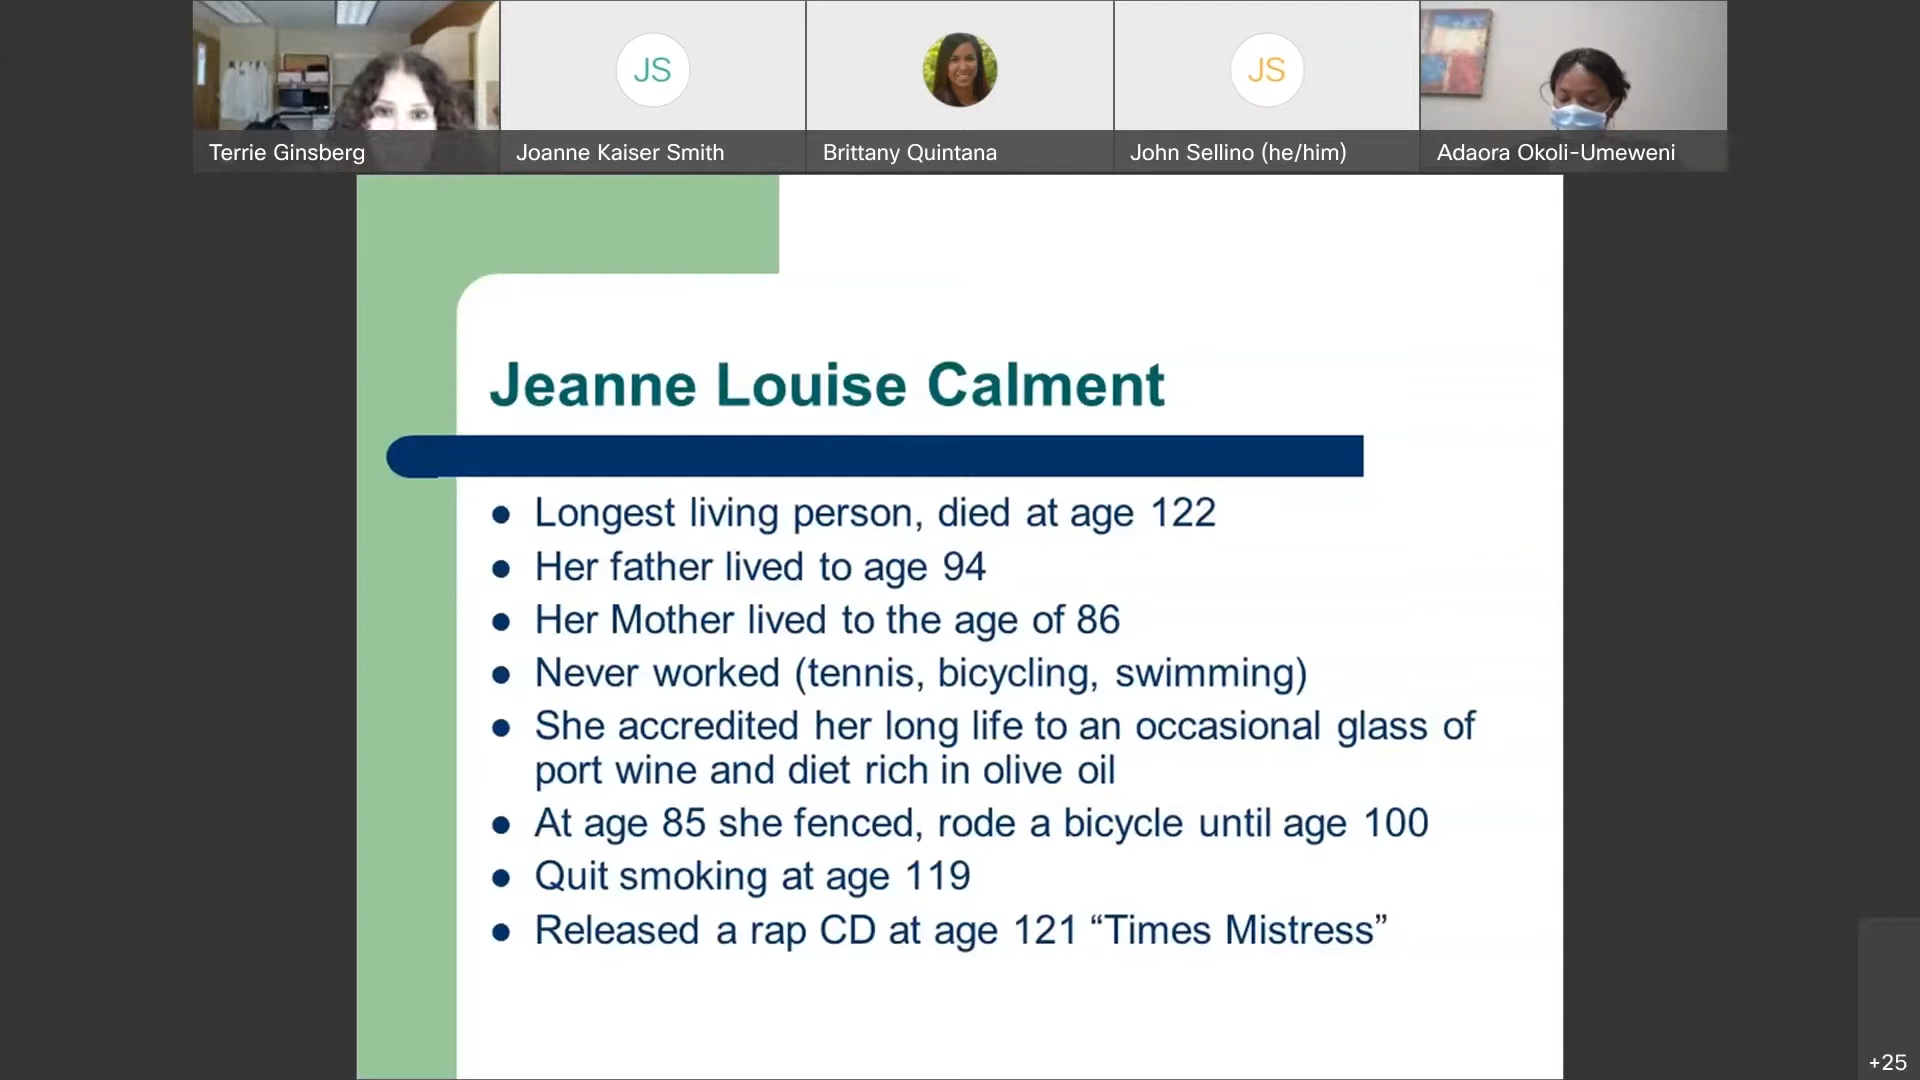 JS
JS
Terrie Ginsberg
Joanne Kaiser Smith
Brittany Quintana
John Sellino (he/him)
Adaora Okoli-Umeweni
Jeanne Louise Calment
● Longest living person, died at age 122
● Her father lived to age 94
● Her Mother lived to the age of 86
● Never worked (tennis, bicycling, swimming)
● She accredited her long life to an occasional glass of
port wine and diet rich in olive oil
● At age 85 she fenced, rode a bicycle until age 100
● Quit smoking at age 119
● Released a rap CD at age 121 “Times Mistress”
+25